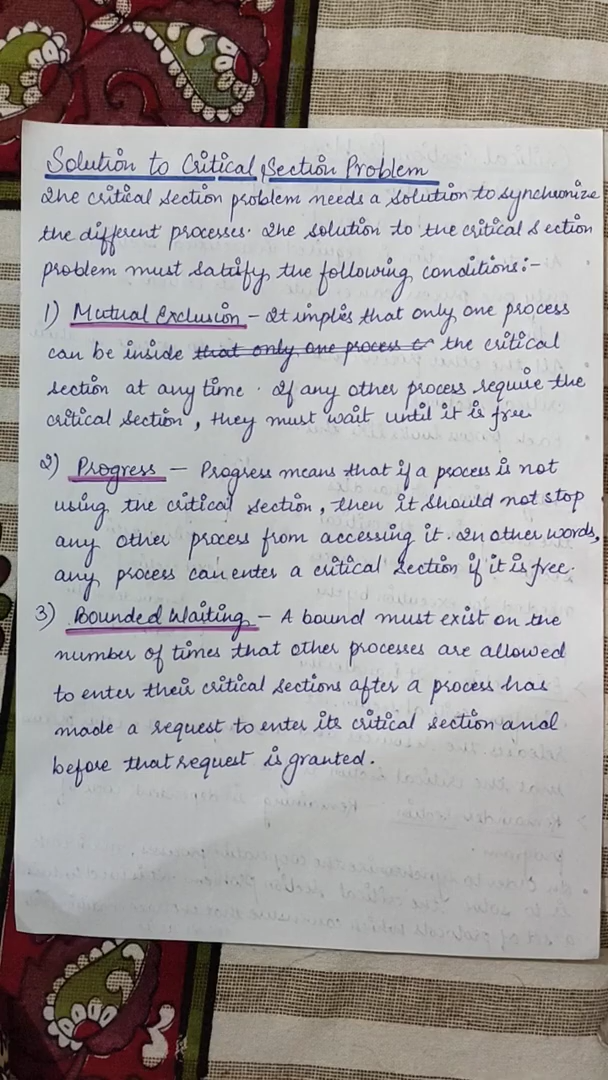 Solution to Critical Section Problem
The critical section problem needs a solution to synchronize
the different processes. The solution to the critical section
problem must satisfy the following conditions:-
1) Mutual Exclusion - It implies that only one process
can be inside that only one process the critical
section at any time. If any other process require the
critical section, they must wait until it is free.
2) Progress - Progress means that if a process is not
using the critical section, then it should not stop
any other process from accessing it. In other words,
any process can enter a critical section if it is free.
3) Bounded Waiting - A bound must exist on the
number of times that other processes are allowed
to enter their critical sections after a process has
made a request to enter its critical section and
before that request is granted.